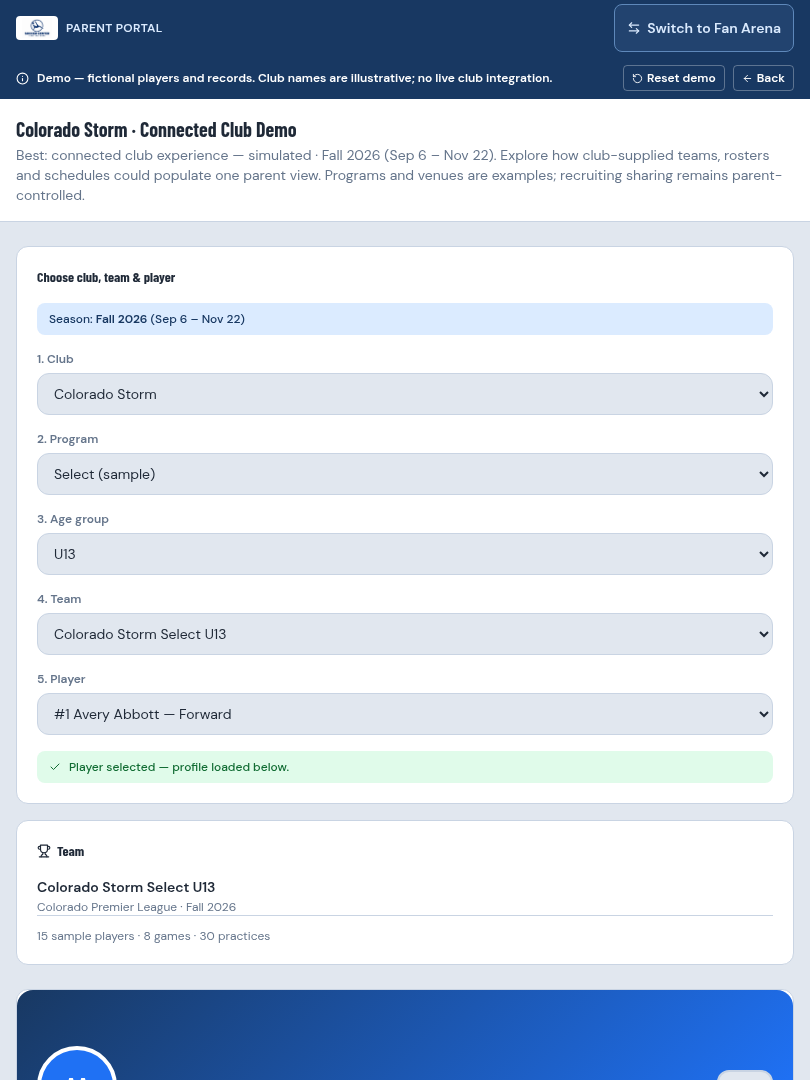 PARENT PORTAL
Switch to Fan Arena
Demo — fictional players and records. Club names are illustrative; no live club integration.
Reset demo
Back
Colorado Storm · Connected Club Demo
Best: connected club experience — simulated · Fall 2026 (Sep 6 – Nov 22). Explore how club-supplied teams, rosters
and schedules could populate one parent view. Programs and venues are examples; recruiting sharing remains parent-
controlled.
Choose club, team & player
Season: Fall 2026 (Sep 6 – Nov 22)
1. Club
Colorado Storm
2. Program
Select (sample)
3. Age group
U13
4. Team
Colorado Storm Select U13
5. Player
#1 Avery Abbott — Forward
Player selected — profile loaded below.
Team
Colorado Storm Select U13
Colorado Premier League · Fall 2026
15 sample players · 8 games · 30 practices